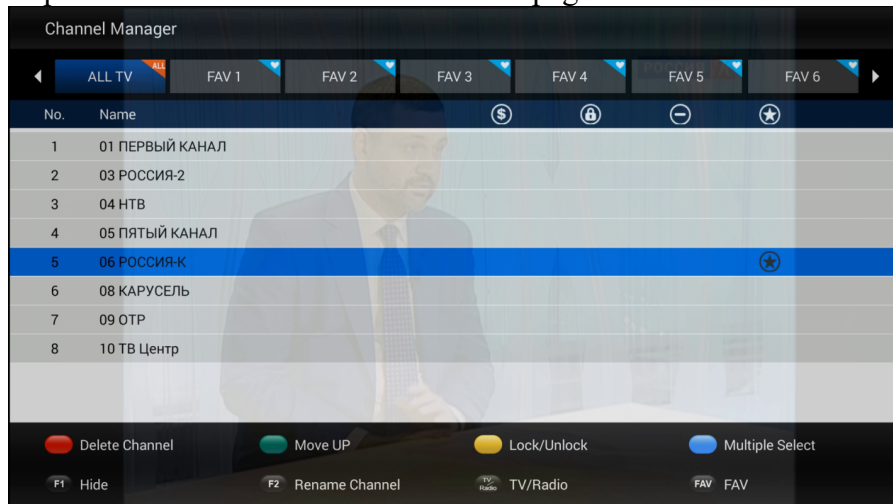 Channel Manager
ALL TV ALL FAV 1 FAV 2 FAV 3 FAV 4 FAV 5 FAV 6
No. Name $
1 01 ПЕРВЫЙ КАНАЛ
2 03 РОССИЯ-2
3 04 НТВ
4 05 ПЯТЫЙ КАНАЛ
5 06 РОССИЯ-К
6 08 КАРУСЕЛЬ
7 09 ОТР
8 10 ТВ Центр
Delete Channel Move UP Lock/Unlock Multiple Select
F1 Hide F2 Rename Channel TV/Radio TV/Radio FAV FAV